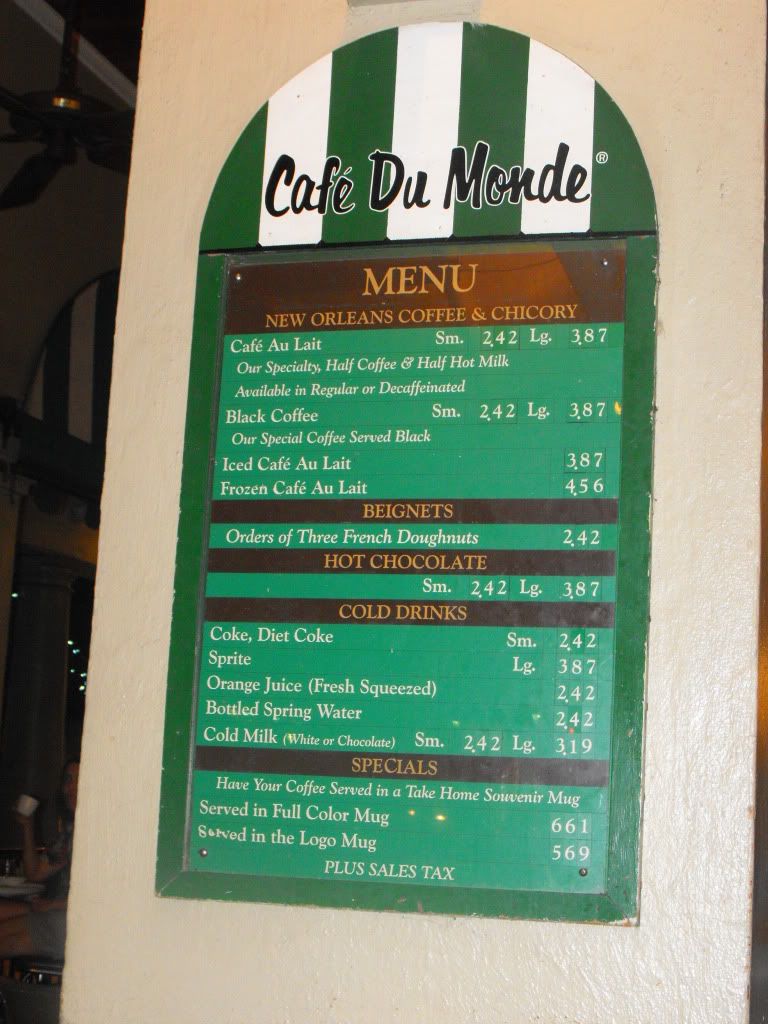 Café Du Monde®
MENU
NEW ORLEANS COFFEE & CHICORY
Café Au Lait Sm. 2.42 Lg. 3.87
Our Specialty, Half Coffee & Half Hot Milk
Available in Regular or Decaffeinated
Black Coffee Sm. 2.42 Lg. 3.87
Our Special Coffee Served Black
Iced Café Au Lait 3.87
Frozen Café Au Lait 4.56
BEIGNETS
Orders of Three French Doughnuts 2.42
HOT CHOCOLATE
Sm. 2.42 Lg. 3.87
COLD DRINKS
Coke, Diet Coke Sm. 2.42
Sprite Lg. 3.87
Orange Juice (Fresh Squeezed) 2.42
Bottled Spring Water 2.42
Cold Milk (White or Chocolate) Sm. 2.42 Lg. 3.19
SPECIALS
Have Your Coffee Served in a Take Home Souvenir Mug
Served in Full Color Mug 661
Served in the Logo Mug 569
PLUS SALES TAX